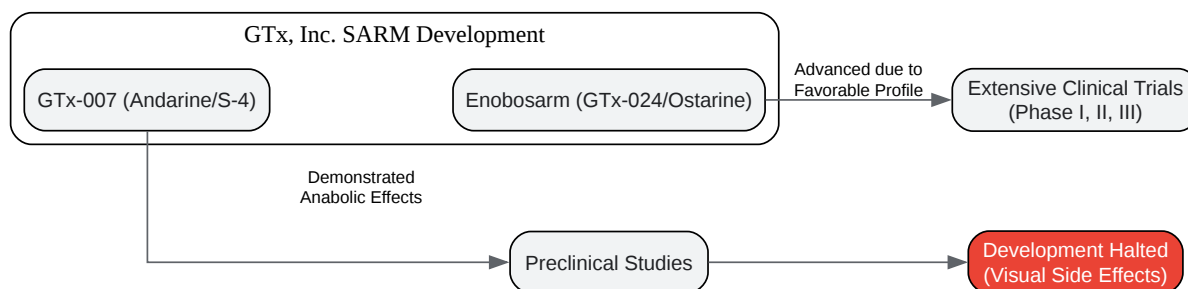 GTx, Inc. SARM Development
GTx-007 (Andarine/S-4)
Enobosarm (GTx-024/Ostarine)
Advanced due to
Favorable Profile
Extensive Clinical Trials
(Phase I, II, III)
Demonstrated
Anabolic Effects
Preclinical Studies
Development Halted
(Visual Side Effects)